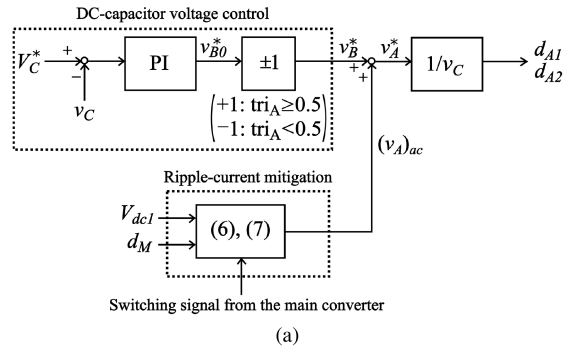 DC-capacitor voltage control
V*C + − vC
PI
v*B0
±1
(+1: triA≥0.5
−1: triA<0.5)
v*B + +
v*A
1/vC
dA1
dA2
(vA)ac
Ripple-current mitigation
Vdc1
dM
(6), (7)
Switching signal from the main converter
(a)